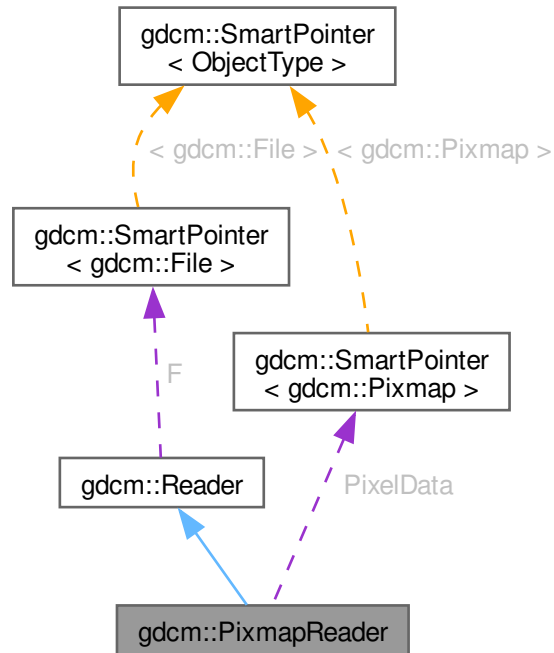 gdcm::SmartPointer
< ObjectType >
< gdcm::File >
< gdcm::Pixmap >
gdcm::SmartPointer
< gdcm::File >
gdcm::SmartPointer
< gdcm::Pixmap >
F
gdcm::Reader
PixelData
gdcm::PixmapReader